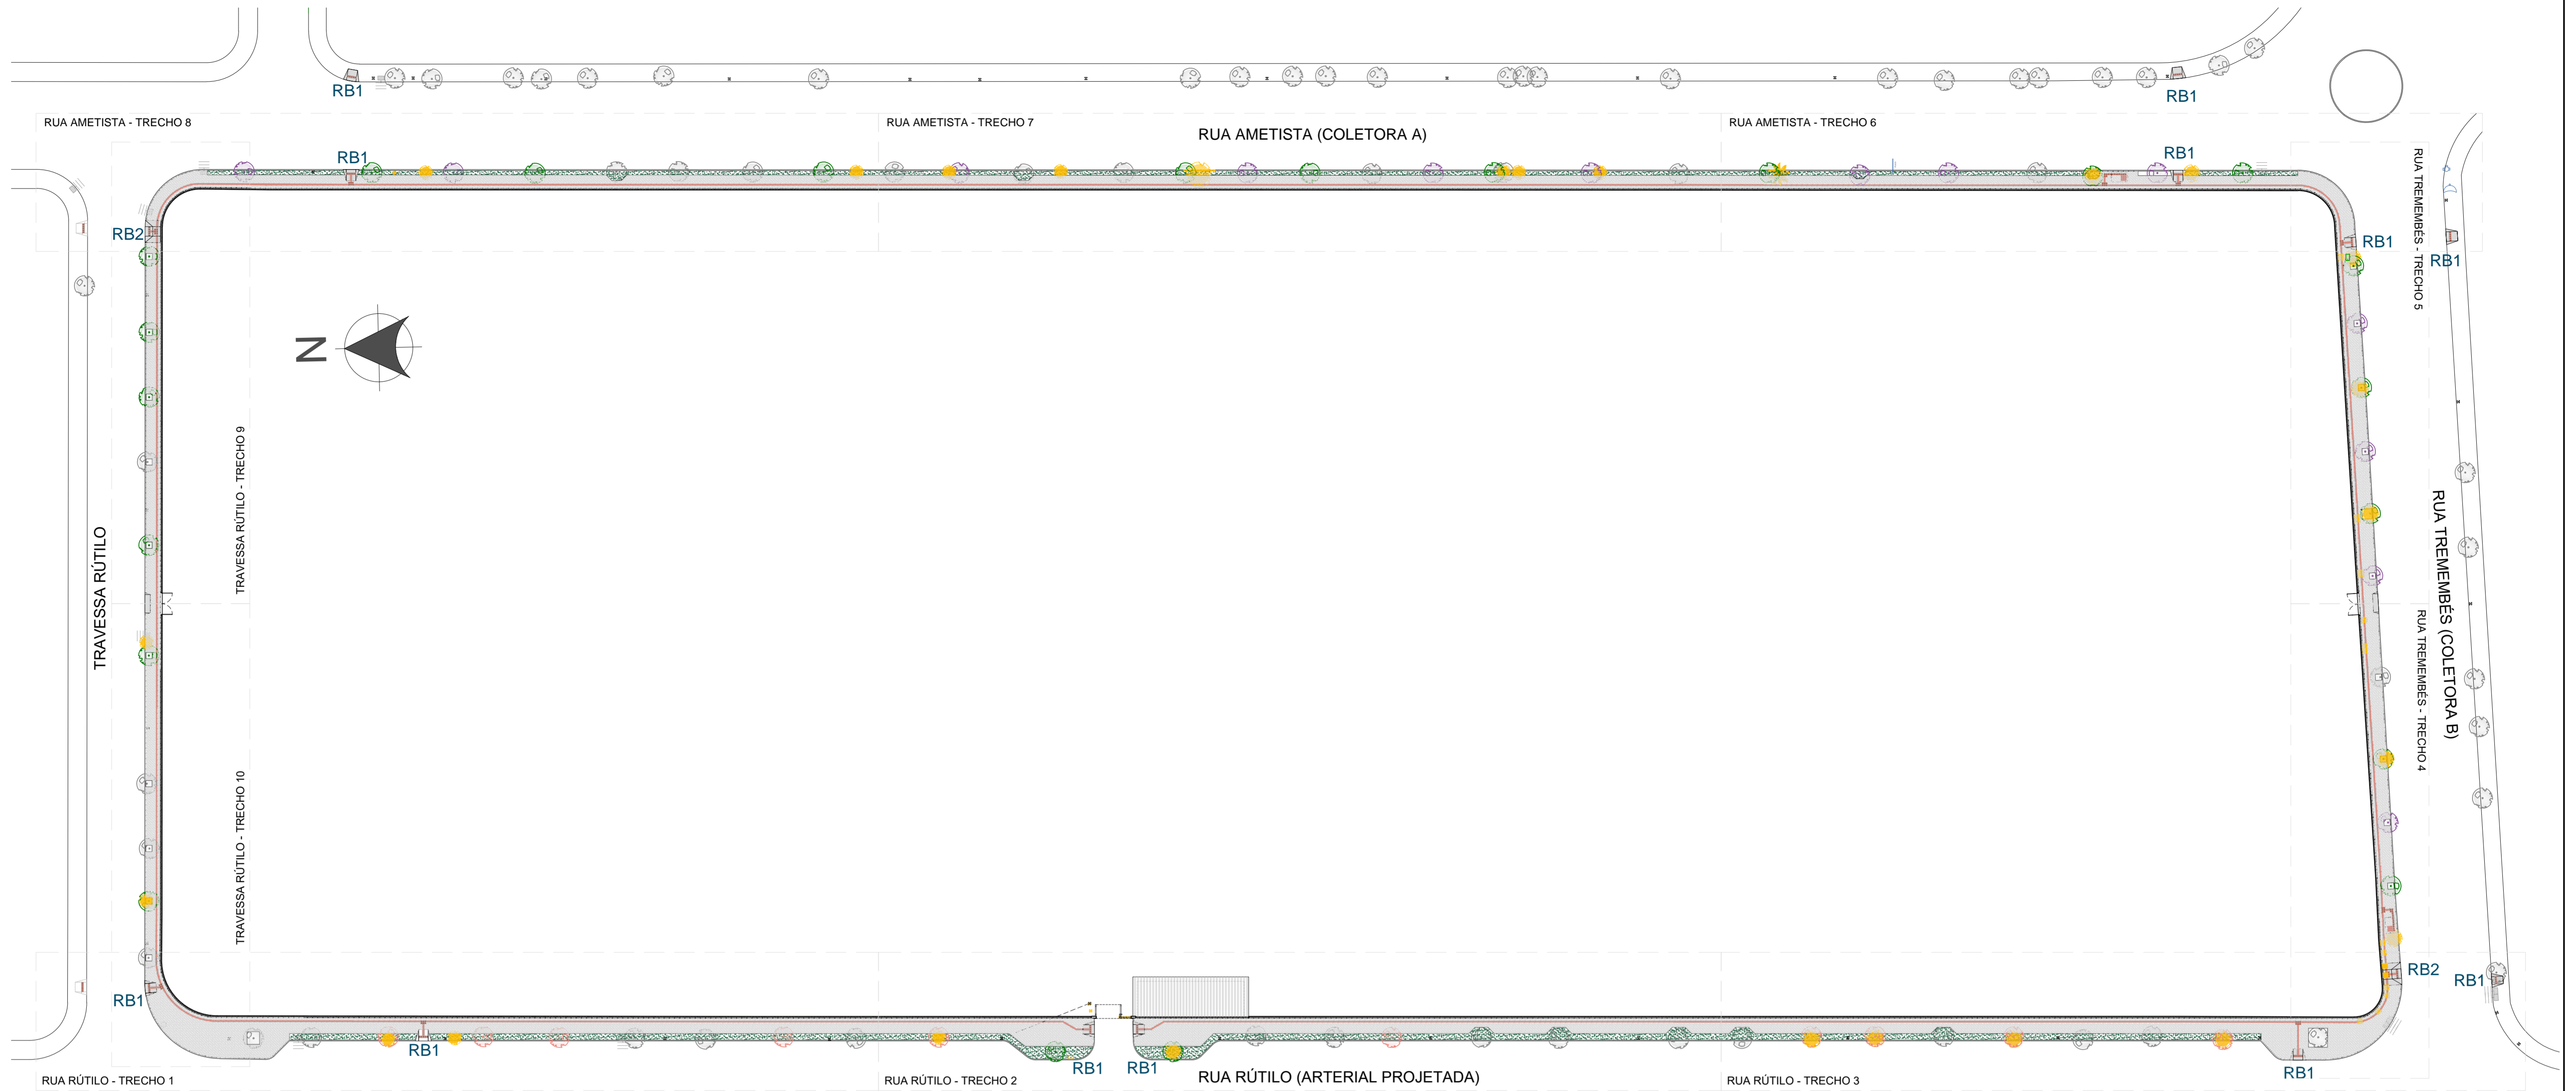 RB1
RB1
RUA AMETISTA - TRECHO 8
RUA AMETISTA - TRECHO 7
RUA AMETISTA (COLETORA A)
RUA AMETISTA - TRECHO 6
RB1
RB1
RUA TREMEMBÉS - TRECHO 5
RB2
RB1
RB1
N
TRAVESSA RÚTILO
TRAVESSA RÚTILO - TRECHO 9
RUA TREMEMBÉS (COLETORA B)
RUA TREMEMBÉS - TRECHO 4
TRAVESSA RÚTILO - TRECHO 10
RB2
RB1
RB1
RB1
RB1
RB1
RB1
RUA RÚTILO - TRECHO 1
RUA RÚTILO - TRECHO 2
RUA RÚTILO (ARTERIAL PROJETADA)
RUA RÚTILO - TRECHO 3